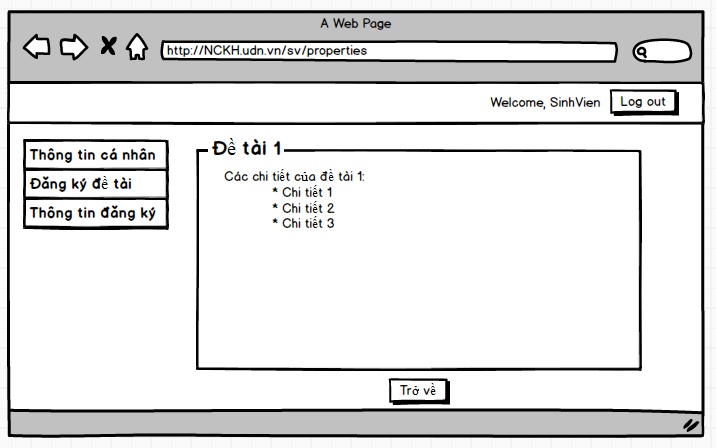 A Web Page
http://NCKH.udn.vn/sv/properties
Welcome, SinhVien
Log out
Thông tin cá nhân
Đăng ký đề tài
Thông tin đăng ký
Đề tài 1
Các chi tiết của đề tài 1:
* Chi tiết 1
* Chi tiết 2
* Chi tiết 3
Trở về